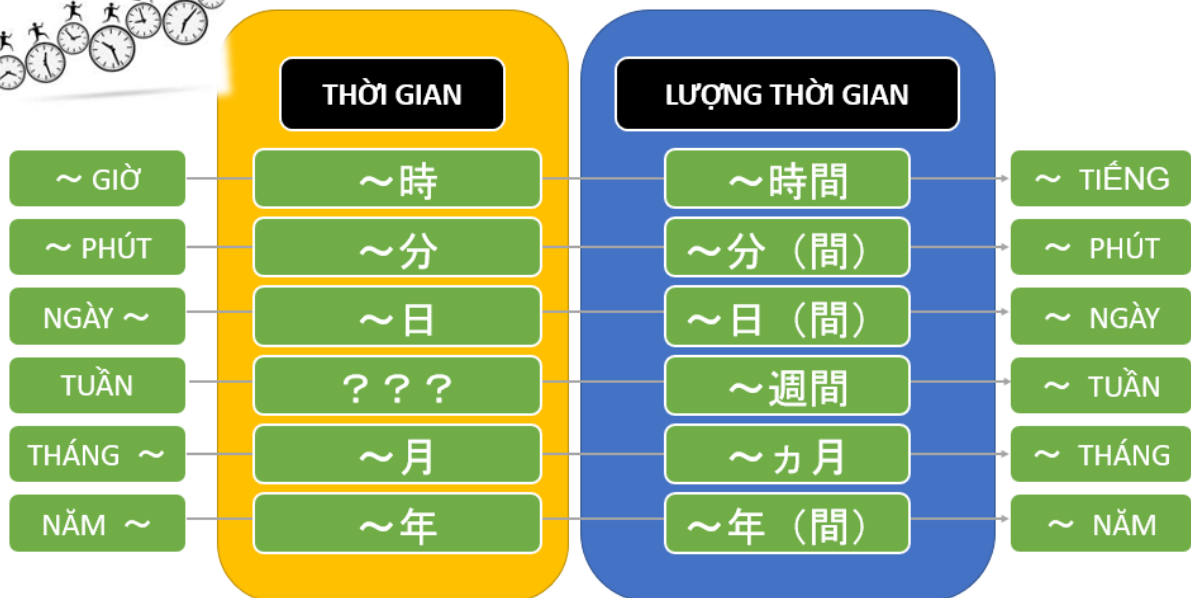 THỜI GIAN LƯỢNG THỜI GIAN
～ GIỜ ～時 ～時間 ～ TIẾNG
～ PHÚT ～分 ～分（間） ～ PHÚT
NGÀY ～ ～日 ～日（間） ～ NGÀY
TUẦN ？？？ ～週間 ～ TUẦN
THÁNG ～ ～月 ～ヵ月 ～ THÁNG
NĂM ～ ～年 ～年（間） ～ NĂM